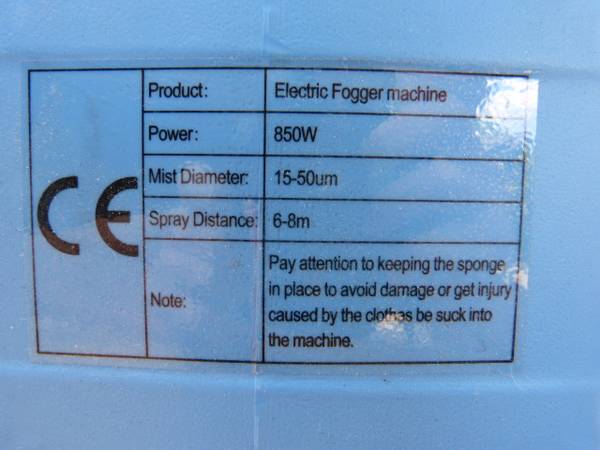 CE
Product: Electric Fogger machine
Power: 850W
Mist Diameter: 15-50um
Spray Distance: 6-8m
Note: Pay attention to keeping the sponge
in place to avoid damage or get injury
caused by the clothes be suck into
the machine.